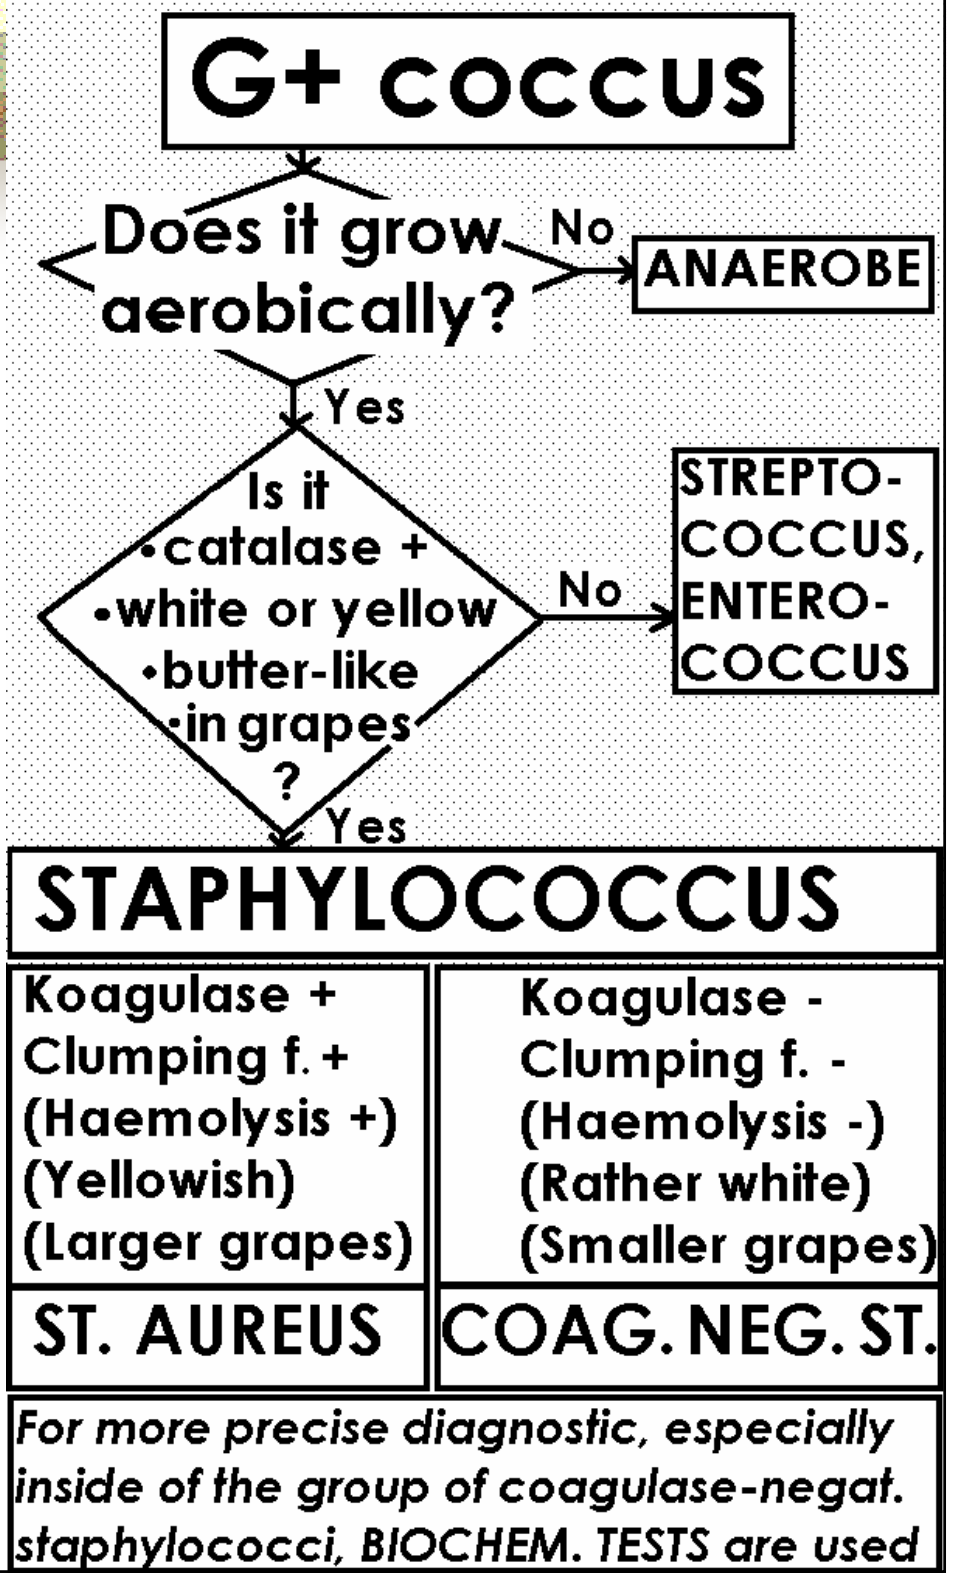 G+ coccus
Does it grow
aerobically?
No
ANAEROBE
Yes
Is it
•catalase +
•white or yellow
•butter-like
•in grapes
?
No
STREPTO-
COCCUS,
ENTERO-
COCCUS
Yes
STAPHYLOCOCCUS
Koagulase +
Clumping f. +
(Haemolysis +)
(Yellowish)
(Larger grapes)
ST. AUREUS
Koagulase -
Clumping f. -
(Haemolysis -)
(Rather white)
(Smaller grapes)
COAG. NEG. ST.
For more precise diagnostic, especially
inside of the group of coagulase-negat.
staphylococci, BIOCHEM. TESTS are used